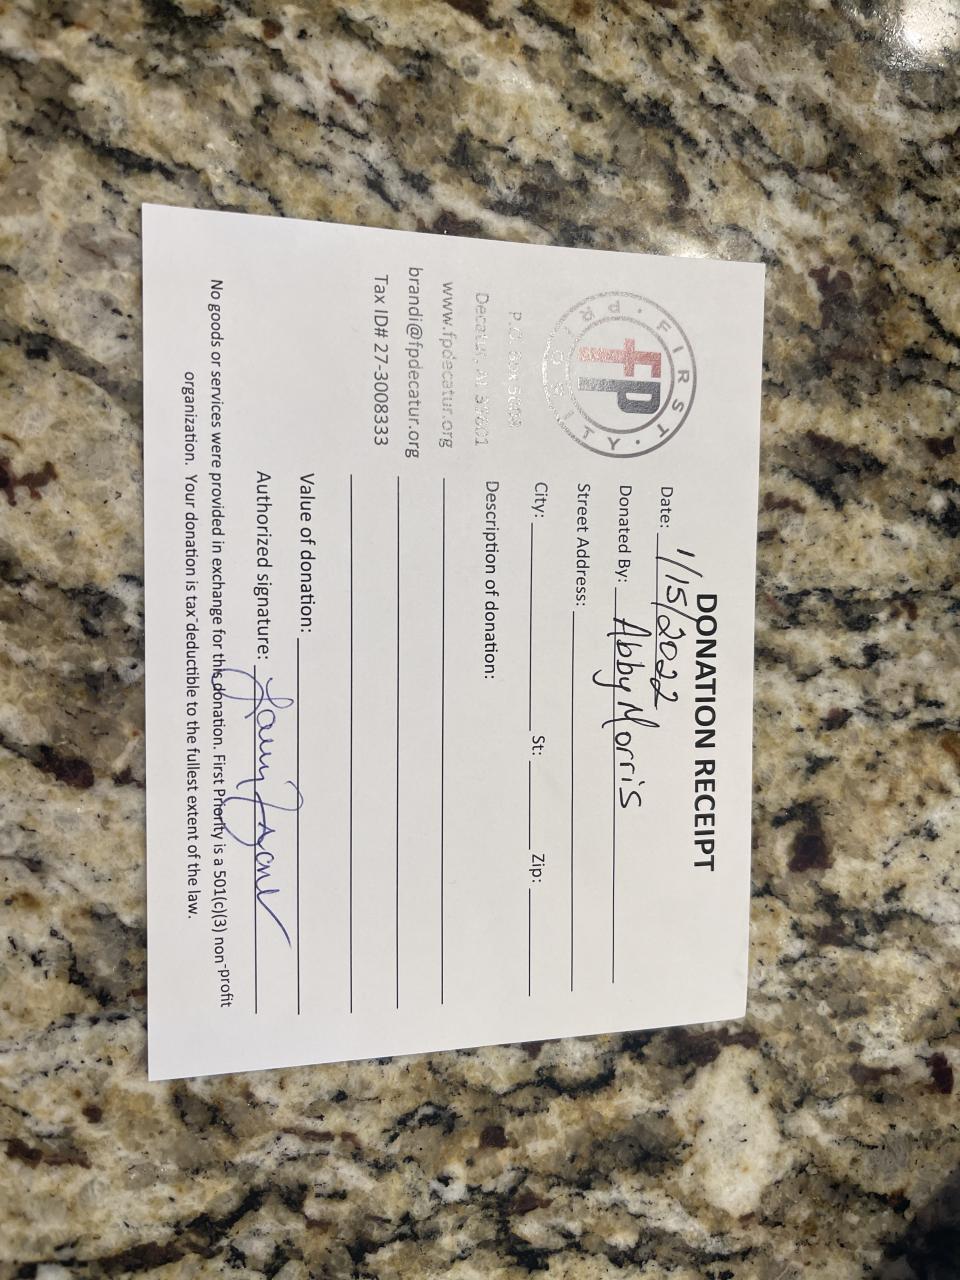 DONATION RECEIPT
FIRST PRIORITY
fp
P.O. Box
Decatur, AL 35601
www.fpdecatur.org
brandi@fpdecatur.org
Tax ID# 27-3008333
Date: 1/15/2022
Donated By: Abby Morris
Street Address:
City: St: Zip:
Description of donation:
Value of donation:
Authorized signature:
No goods or services were provided in exchange for this donation. First Priority is a 501(c)(3) non-profit
organization. Your donation is tax-deductible to the fullest extent of the law.